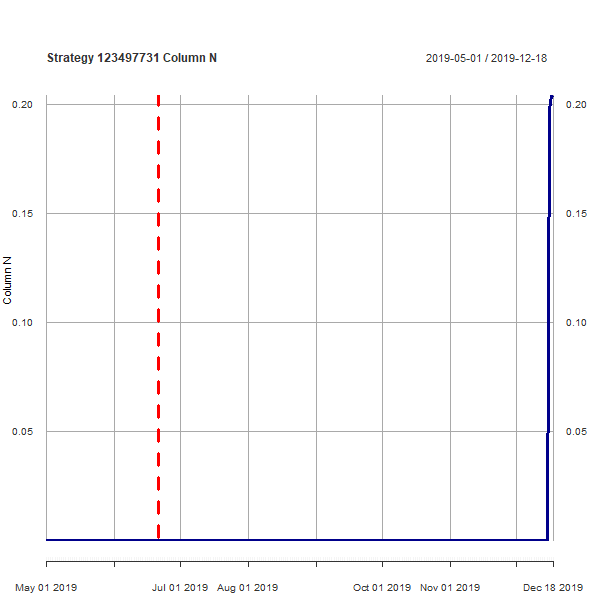 Strategy 123497731 Column N
2019-05-01 / 2019-12-18
0.20
0.20
0.15
0.15
Column N
0.10
0.10
0.05
0.05
May 01 2019
Jul 01 2019
Aug 01 2019
Oct 01 2019
Nov 01 2019
Dec 18 2019